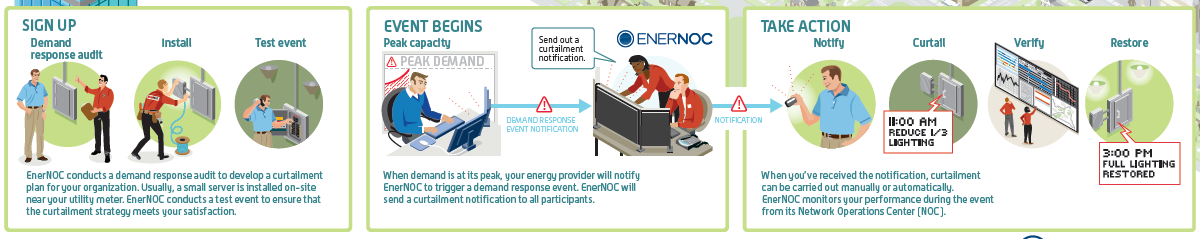 SIGN UP
Demand
response audit
Install
Test event
EnerNOC conducts a demand response audit to develop a curtailment
plan for your organization. Usually, a small server is installed on-site
near your utility meter. EnerNOC conducts a test event to ensure that
the curtailment strategy meets your satisfaction.
EVENT BEGINS
Peak capacity
PEAK DEMAND
Send out a
curtailment
notification.
ENERNOC
DEMAND RESPONSE
EVENT NOTIFICATION
NOTIFICATION
When demand is at its peak, your energy provider will notify
EnerNOC to trigger a demand response event. EnerNOC will
send a curtailment notification to all participants.
TAKE ACTION
Notify
Curtail
Verify
Restore
11:00 AM
REDUCE 1/3
LIGHTING
3:00 PM
FULL LIGHTING
RESTORED
When you've received the notification, curtailment
can be carried out manually or automatically.
EnerNOC monitors your performance during the event
from its Network Operations Center (NOC).